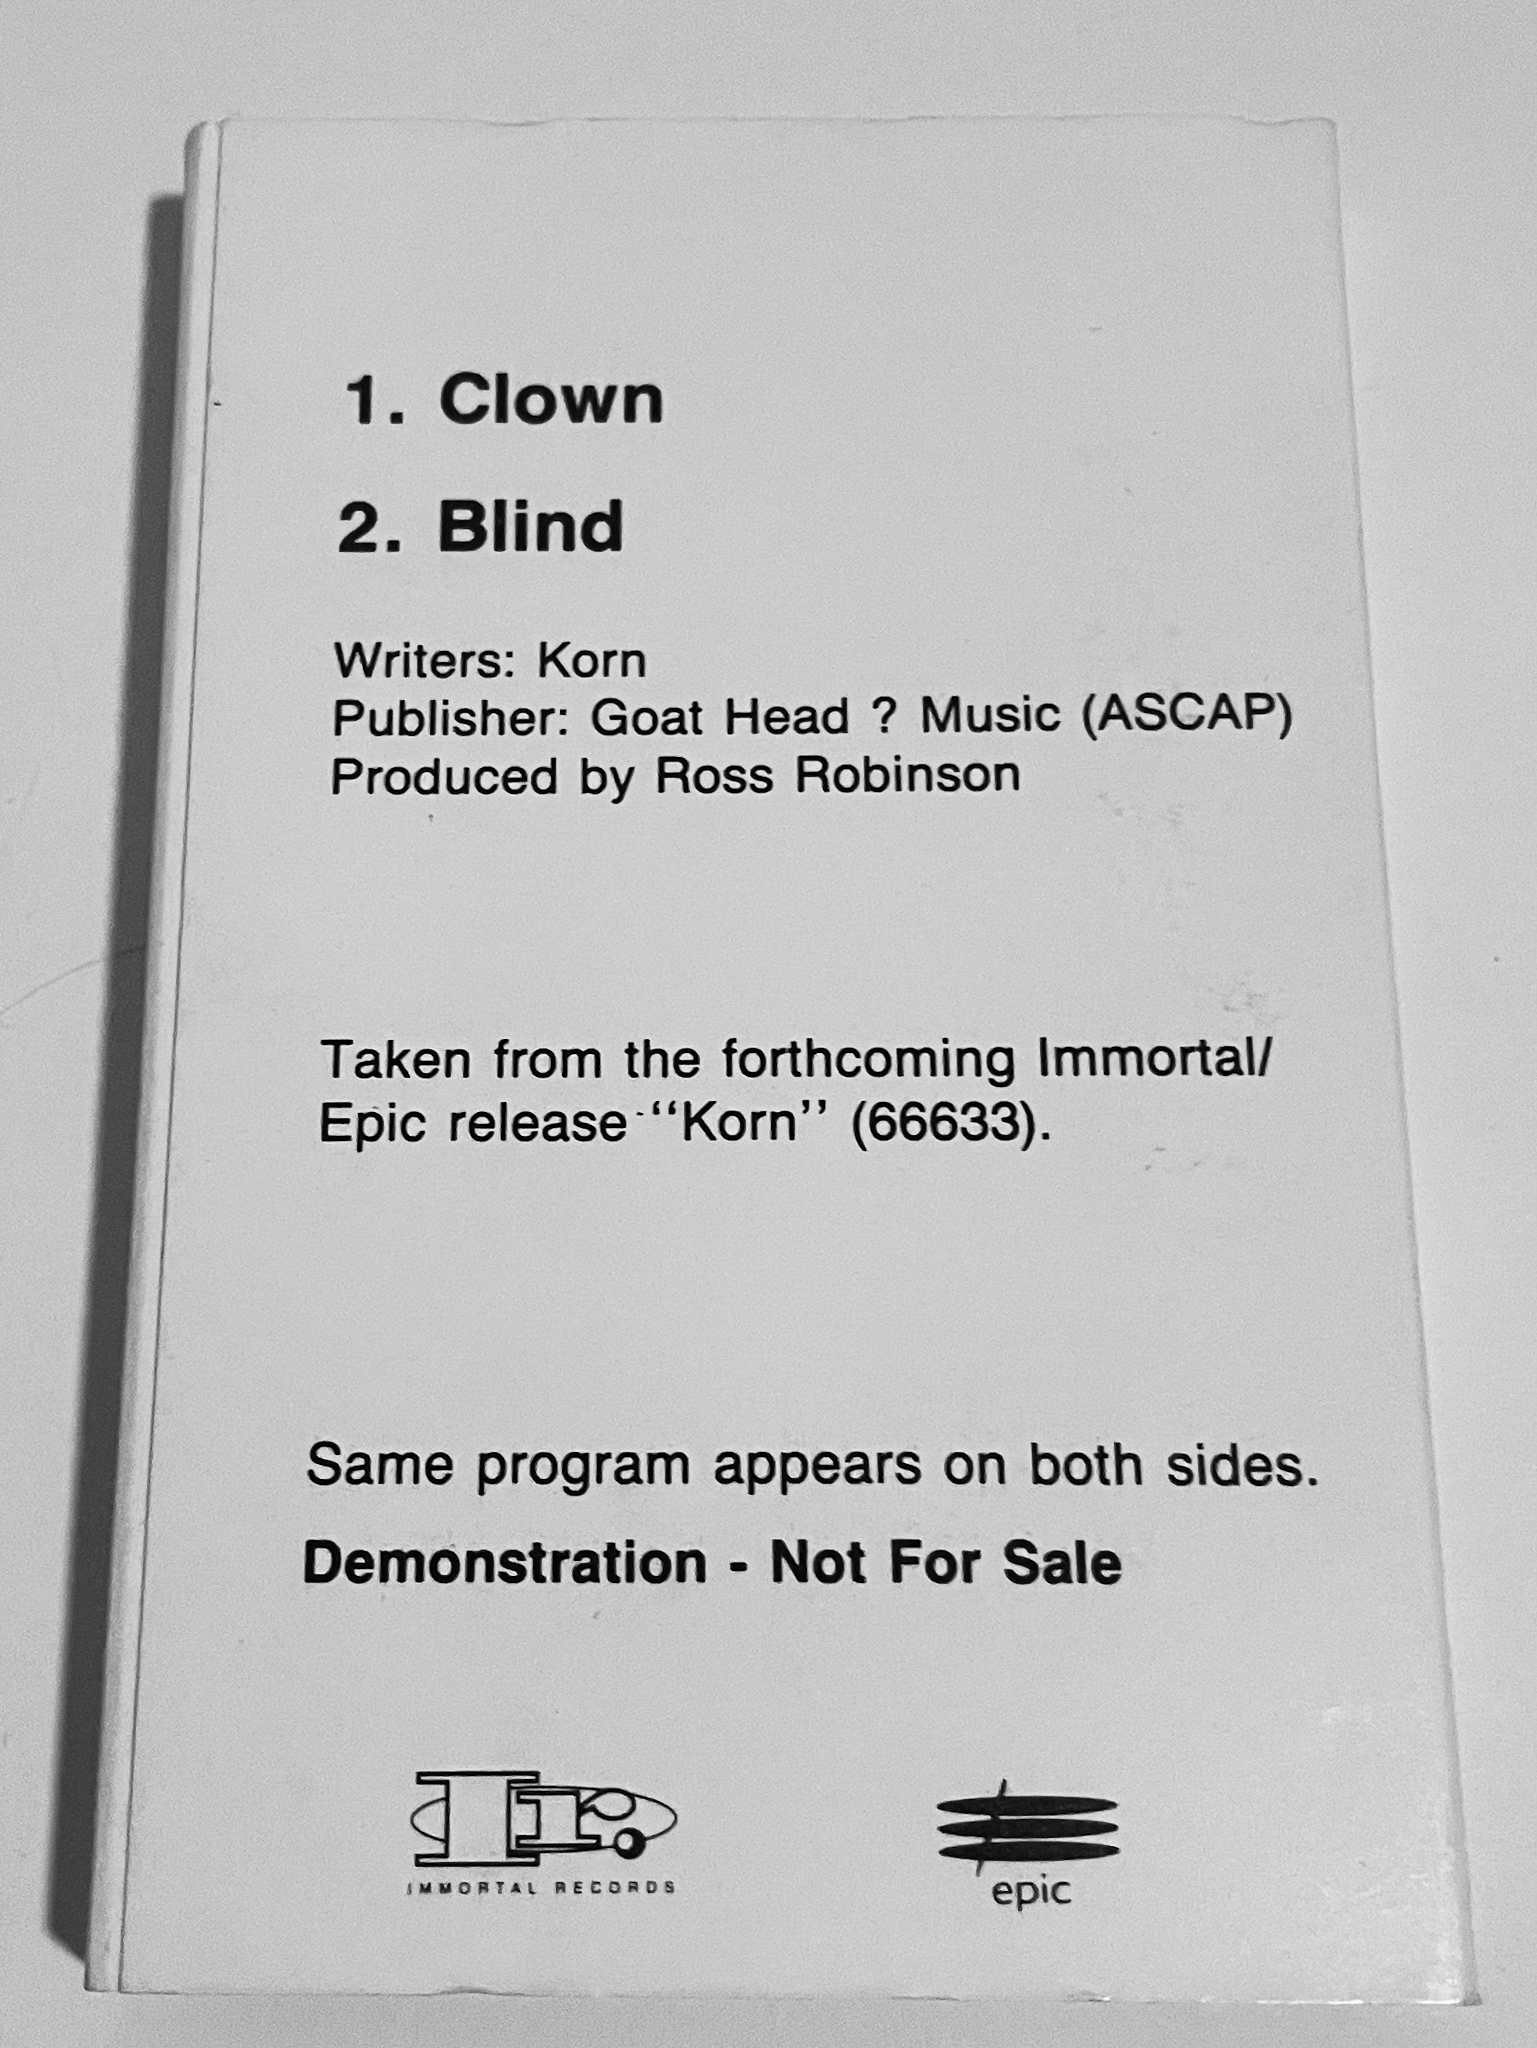 1. Clown
2. Blind
Writers: Korn
Publisher: Goat Head ? Music (ASCAP)
Produced by Ross Robinson
Taken from the forthcoming Immortal/
Epic release "Korn" (66633).
Same program appears on both sides.
Demonstration - Not For Sale
IMMORTAL RECORDS
epic